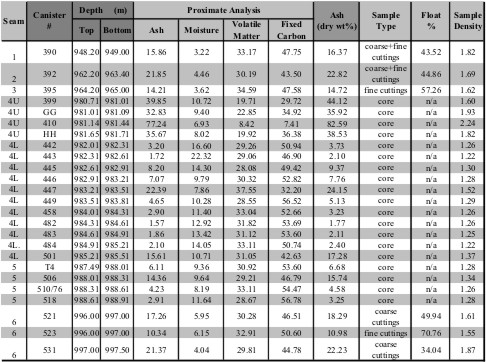 Seam Canister # Depth (m) Top Bottom Proximate Analysis Ash Moisture Volatile Matter Fixed Carbon Ash (dry wt%) Sample Type Float % Sample Density
1 390 948.20 949.00 15.86 3.22 33.17 47.75 16.37 coarse+fine cuttings 43.52 1.82
2 392 962.20 963.40 21.85 4.46 30.19 43.50 22.82 coarse+fine cuttings 44.86 1.69
3 395 964.20 965.00 14.21 3.62 34.59 47.58 14.72 fine cuttings 57.26 1.62
4U 399 980.71 981.01 39.85 10.72 19.71 29.72 44.12 core n/a 1.60
4U GG 981.01 981.09 32.83 9.40 22.85 34.92 35.92 core n/a 1.93
4U 410 981.14 981.44 77.24 6.93 8.42 7.41 82.59 core n/a 2.24
4U HH 981.65 981.71 35.67 8.02 19.92 36.38 38.53 core n/a 1.82
4L 442 982.01 982.31 3.20 16.60 29.26 50.94 3.73 core n/a 1.26
4L 443 982.31 982.61 1.72 22.32 29.06 46.90 2.10 core n/a 1.22
4L 445 982.61 982.91 8.20 14.30 28.08 49.42 9.37 core n/a 1.30
4L 446 982.91 983.21 7.07 9.79 30.32 52.82 7.76 core n/a 1.28
4L 447 983.21 983.51 22.39 7.86 37.55 32.20 24.15 core n/a 1.52
4L 449 983.51 983.81 4.65 10.28 28.55 56.52 5.13 core n/a 1.29
4L 458 984.01 984.31 2.90 11.40 33.04 52.66 3.23 core n/a 1.26
4L 482 984.31 984.61 1.57 12.92 31.82 53.69 1.77 core n/a 1.26
4L 483 984.61 984.91 1.86 13.42 31.12 53.60 2.11 core n/a 1.25
4L. 484 984.91 985.21 2.10 14.05 33.11 50.74 2.40 core n/a 1.22
4L 501 985.21 985.51 15.61 10.71 31.05 42.63 17.28 core n/a 1.37
5 T4 987.49 988.01 6.11 9.36 30.92 53.60 6.68 core n/a 1.28
5 506 988.01 988.31 14.36 9.64 29.21 46.79 15.74 core n/a 1.34
5 510/76 988.31 988.61 4.23 8.19 33.11 54.47 4.58 core n/a 1.26
5 518 988.61 988.91 2.91 11.64 28.67 56.78 3.25 core n/a 1.28
6 521 996.00 997.00 17.26 5.95 30.28 46.51 18.29 coarse cuttings 49.94 1.61
6 523 996.00 997.00 10.34 6.15 32.91 50.60 10.98 fine cuttings 70.76 1.55
6 531 997.00 997.50 21.37 4.04 29.81 44.78 22.23 coarse cuttings 34.04 1.87